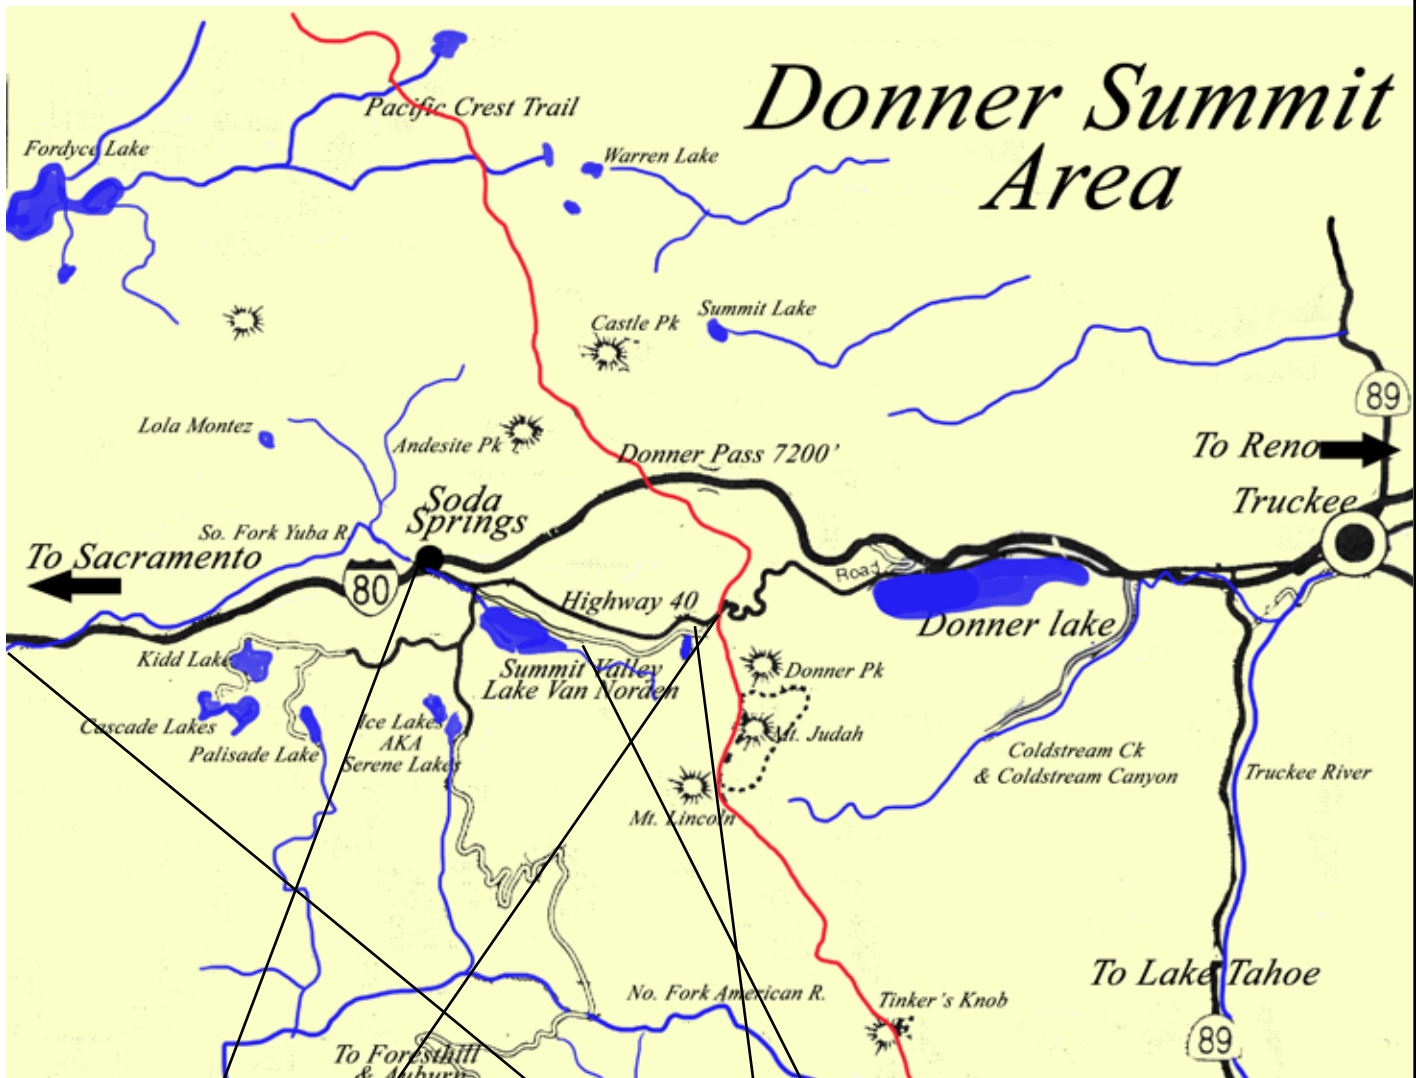 Donner Summit
Area
Pacific Crest Trail
Fordyce Lake
Warren Lake
Summit Lake
Castle Pk
89
Lola Montez
Andesite Pk
Donner Pass 7200’
To Reno
Truckee
Soda
Springs
So. Fork Yuba R.
To Sacramento
80
Road
Highway 40
Donner lake
Kidd Lake
Summit Valley
Lake Van Norden
Donner Pk
Cascade Lakes
Palisade Lake
Ice Lakes
AKA
Serene Lakes
Mt. Judah
Coldstream Ck
& Coldstream Canyon
Truckee River
Mt. Lincoln
To Lake Tahoe
No. Fork American R.
Tinker’s Knob
89
To Foresthill
& Auburn